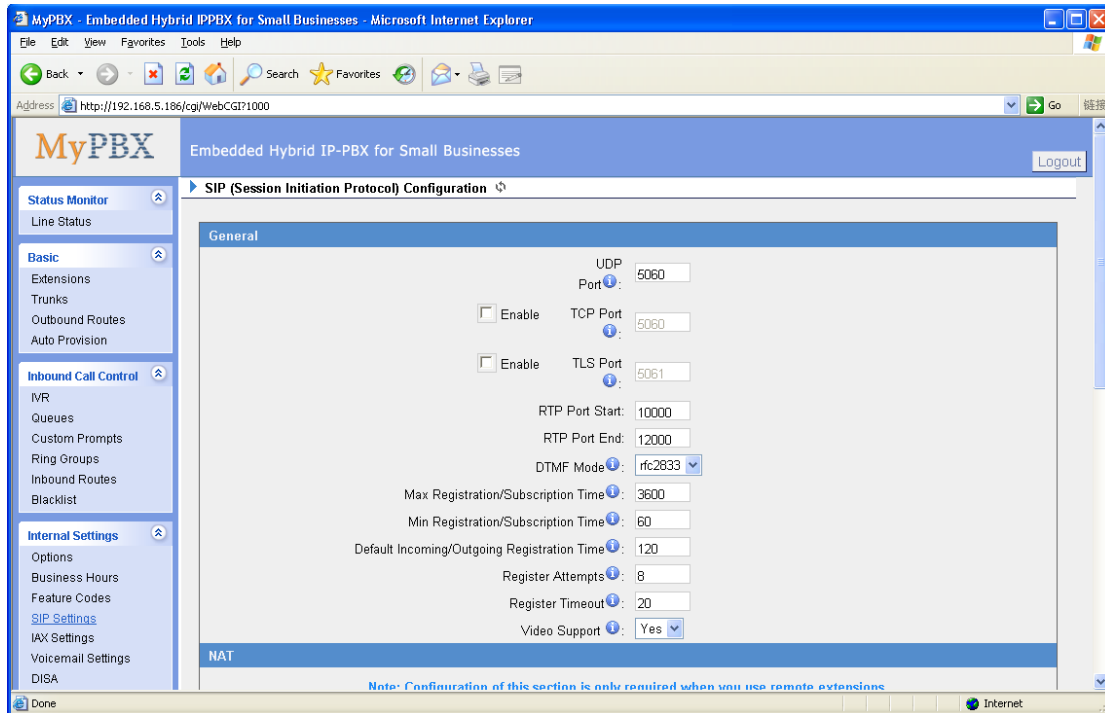 MyPBX - Embedded Hybrid IPPBX for Small Businesses - Microsoft Internet Explorer
File Edit View Favorites Tools Help
Back Search Favorites
Address http://192.168.5.186/cgi/WebCGI?1000 Go 链接
MyPBX
Embedded Hybrid IP-PBX for Small Businesses
Logout
Status Monitor
Line Status
Basic
Extensions
Trunks
Outbound Routes
Auto Provision
Inbound Call Control
IVR
Queues
Custom Prompts
Ring Groups
Inbound Routes
Blacklist
Internal Settings
Options
Business Hours
Feature Codes
SIP Settings
IAX Settings
Voicemail Settings
DISA
SIP (Session Initiation Protocol) Configuration
General
UDP
Port : 5060
Enable TCP Port : 5060
Enable TLS Port : 5061
RTP Port Start: 10000
RTP Port End: 12000
DTMF Mode : rfc2833
Max Registration/Subscription Time : 3600
Min Registration/Subscription Time : 60
Default Incoming/Outgoing Registration Time : 120
Register Attempts : 8
Register Timeout : 20
Video Support : Yes
NAT
Note: Configuration of this section is only required when you use remote extensions
Done Internet